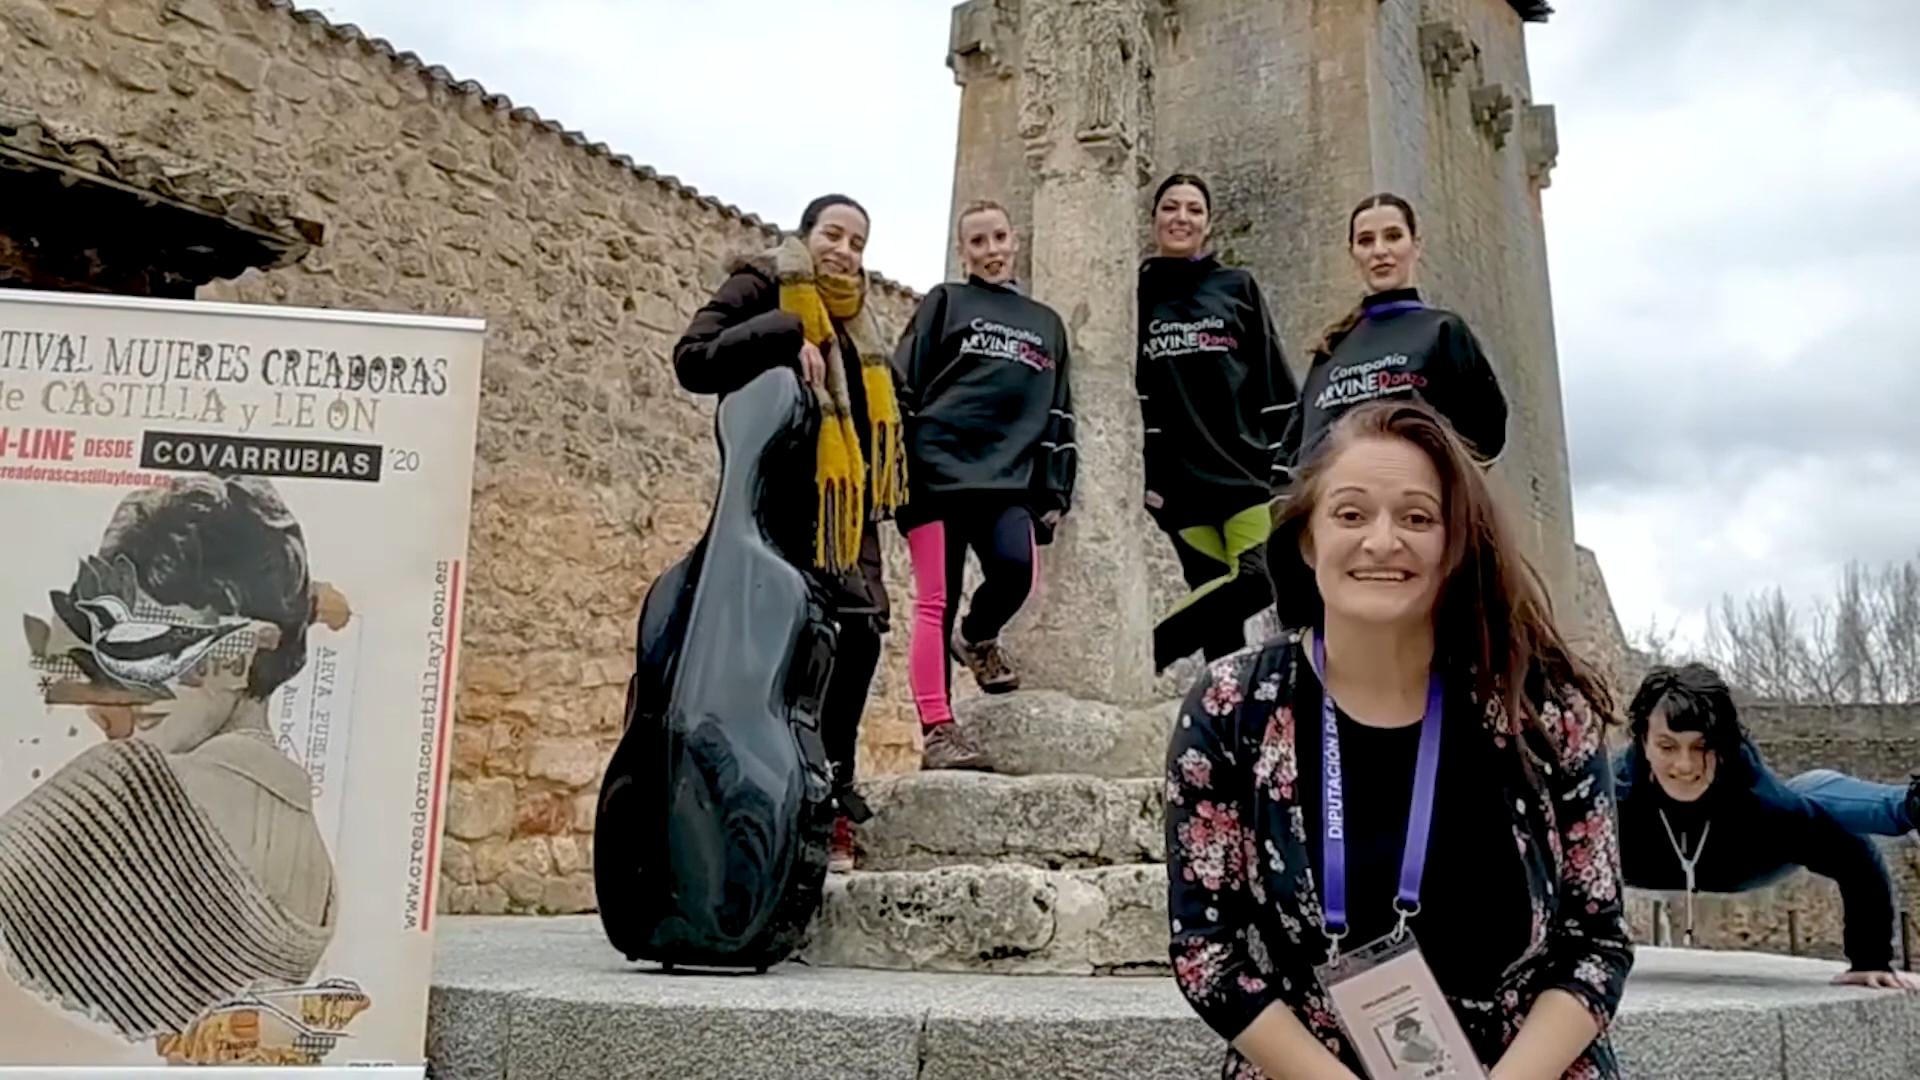 TIVAL MUJERES CREADORAS
de CASTILLA y LEÓN
N-LINE DESDE COVARRUBIAS '20
creadorascastillayleon.es
www.creadorascastillayleon.es
Compañía
ARVINEDanza
Compañía
ARVINEDanza
Compañía
ARVINEDanza
DIPUTACIÓN DE